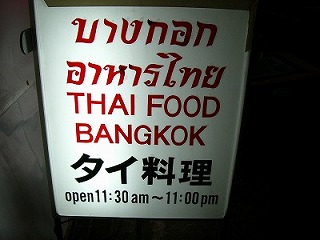 บางกอก
อาหารไทย
THAI FOOD
BANGKOK
タイ料理
open11:30am～11:00pm